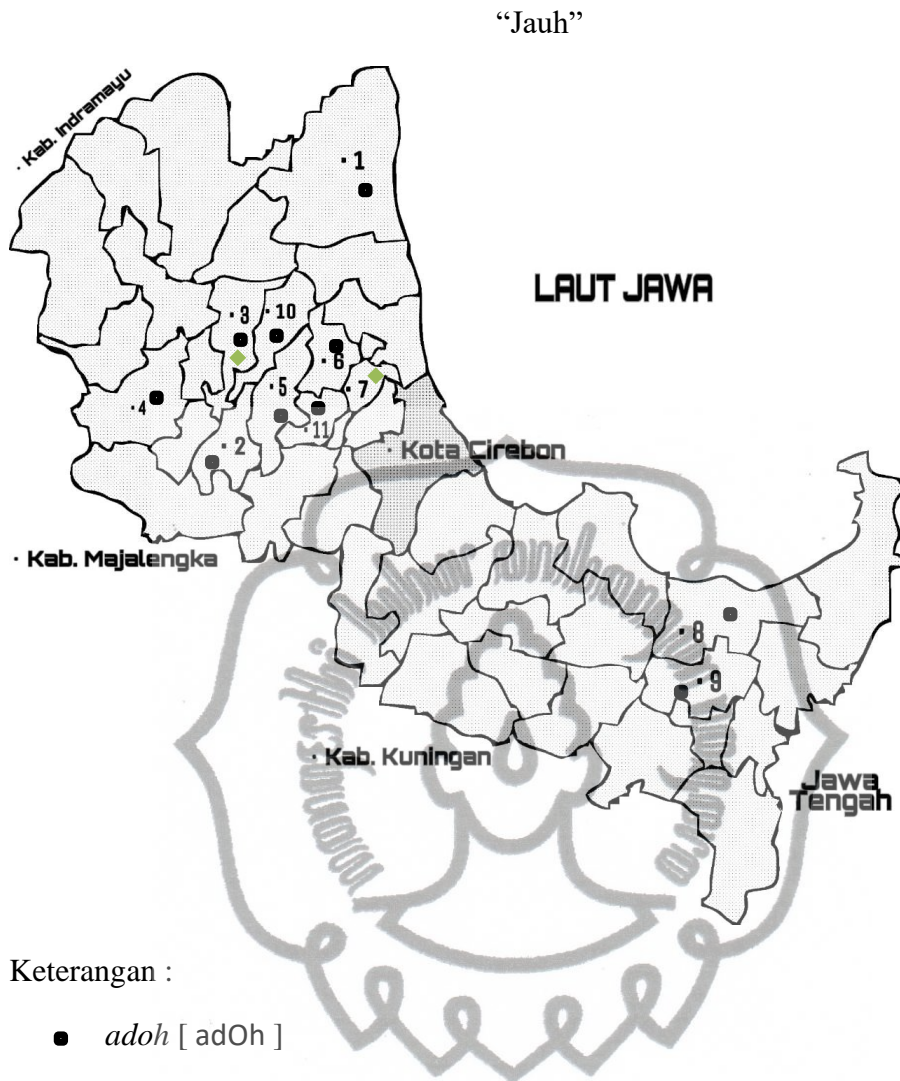 “Jauh”
· Kab. Indramayu
· 1
LAUT JAWA
· 3
· 10
· 6
· 5
· 7
· 4
· 11
· 2
· Kota Cirebon
· Kab. Majalengka
· 8
· 9
· Kab. Kuningan
Jawa
Tengah
Keterangan :
adoh [ adOh ]